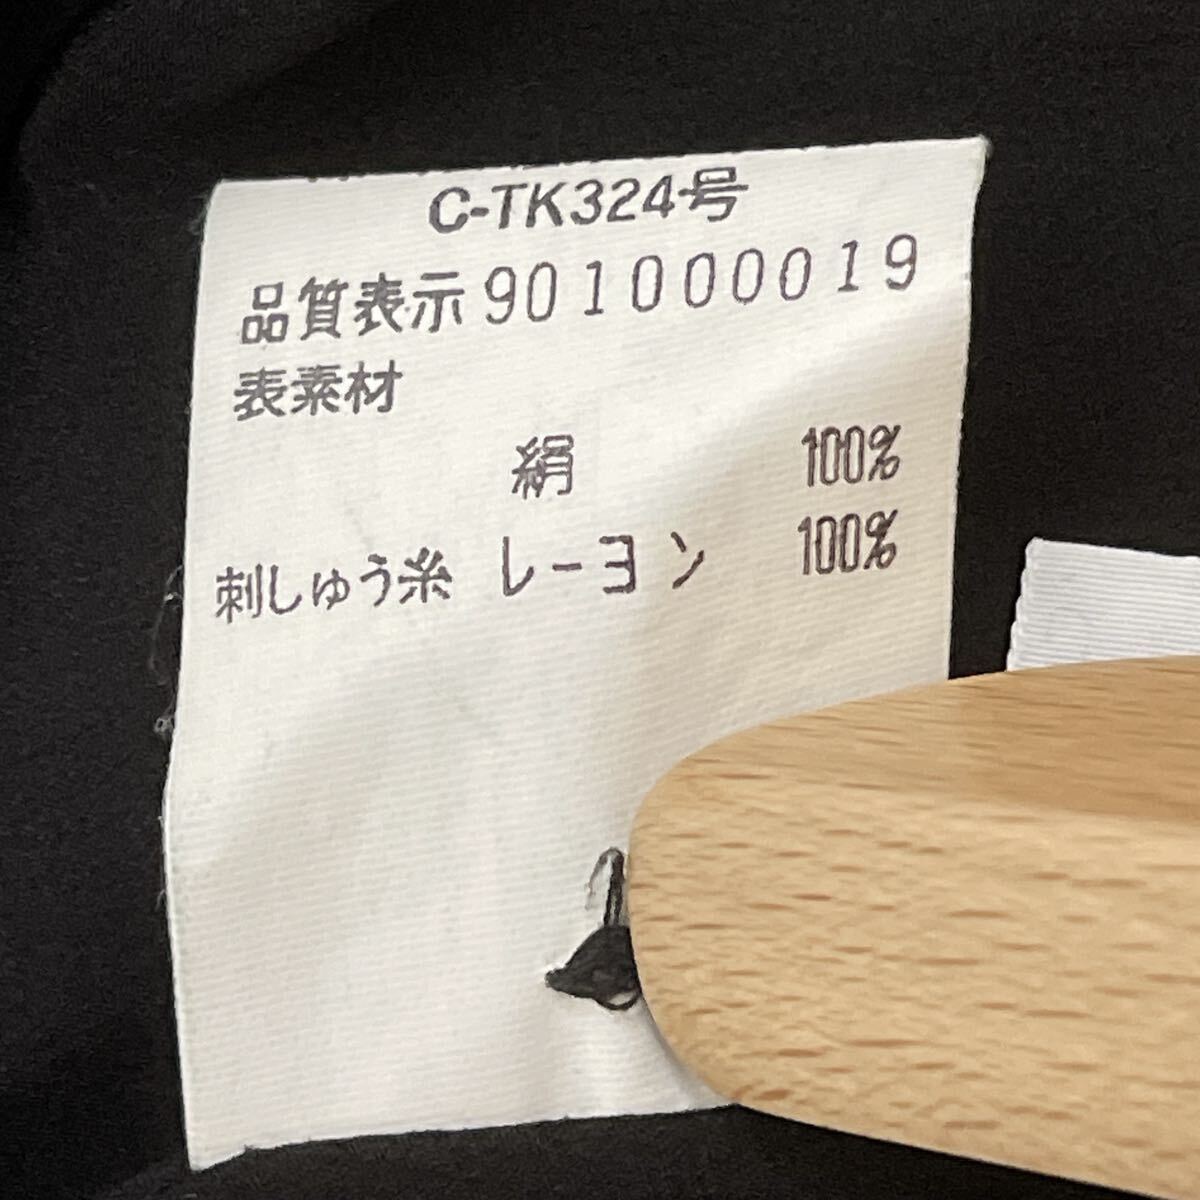 C-TK324号
品質表示901000019
表素材
絹 100%
刺しゅう糸 レーヨン 100%